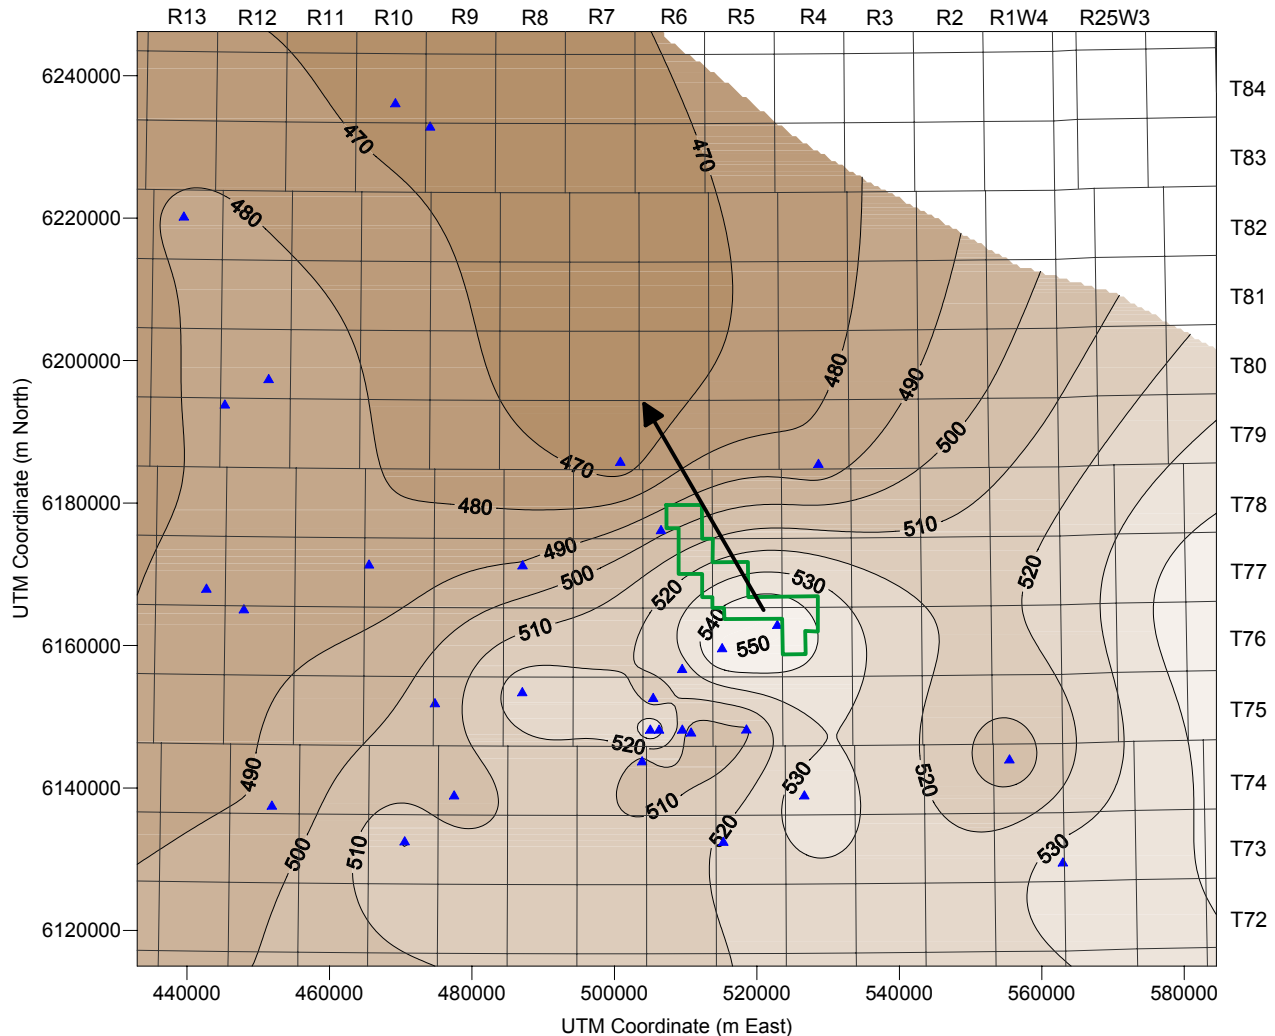 R13 R12 R11 R10 R9 R8 R7 R6 R5 R4 R3 R2 R1W4 R25W3
6240000
T84
470
470
T83
6220000
480
T82
T81
6200000
480
490
T80
500
T79
470
6180000
480
510
T78
490
500
530
520
T77
520
510
540
550
6160000
T76
T75
520
490
530
520
T74
6140000
510
520
500
510
530
T73
6120000
T72
440000 460000 480000 500000 520000 540000 560000 580000
UTM Coordinate (m East)
UTM Coordinate (m North)